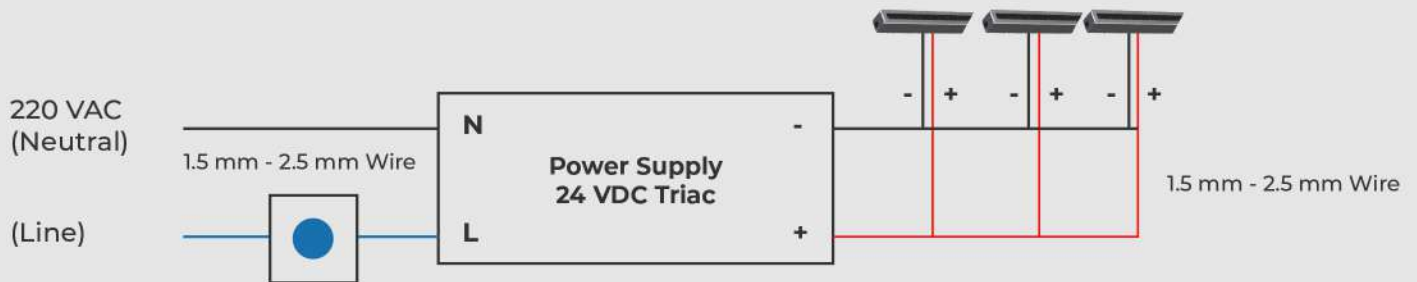 - + - + - +
220 VAC
(Neutral)
N
-
1.5 mm - 2.5 mm Wire
Power Supply
24 VDC Triac
1.5 mm - 2.5 mm Wire
(Line)
L
+